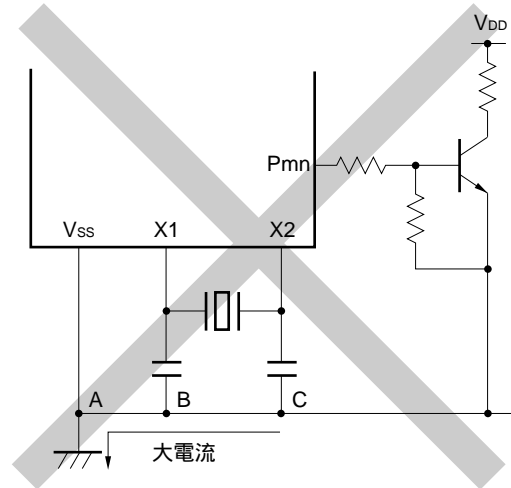 VDD
Pmn
VSS X1 X2
A B C
大電流